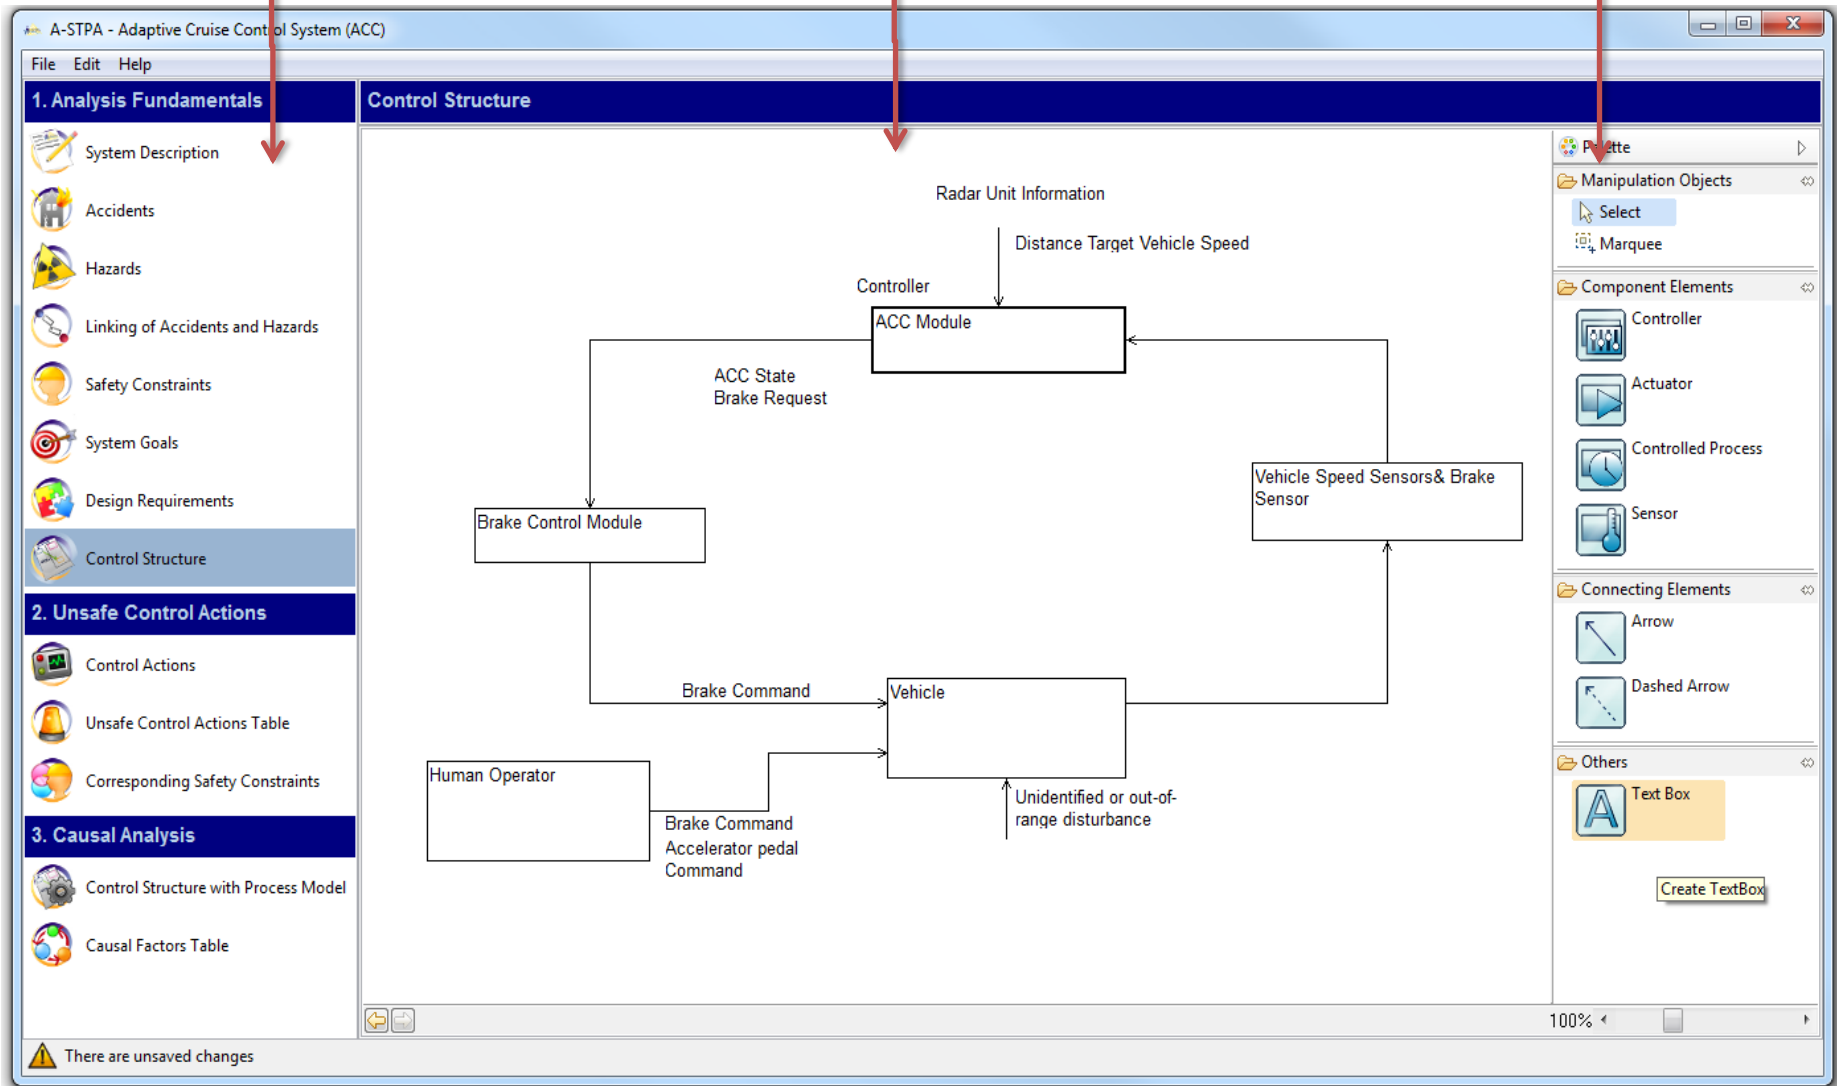 A-STPA - Adaptive Cruise Control System (ACC)
File Edit Help
1. Analysis Fundamentals
System Description
Accidents
Hazards
Linking of Accidents and Hazards
Safety Constraints
System Goals
Design Requirements
Control Structure
2. Unsafe Control Actions
Control Actions
Unsafe Control Actions Table
Corresponding Safety Constraints
3. Causal Analysis
Control Structure with Process Model
Causal Factors Table
Control Structure
Radar Unit Information
Distance Target Vehicle Speed
Controller
ACC Module
ACC State
Brake Request
Vehicle Speed Sensors& Brake
Sensor
Brake Control Module
Brake Command
Vehicle
Human Operator
Brake Command
Accelerator pedal
Command
Unidentified or out-of-
range disturbance
Palette
Manipulation Objects
Select
Marquee
Component Elements
Controller
Actuator
Controlled Process
Sensor
Connecting Elements
Arrow
Dashed Arrow
Others
A
Text Box
Create TextBox
100%
There are unsaved changes